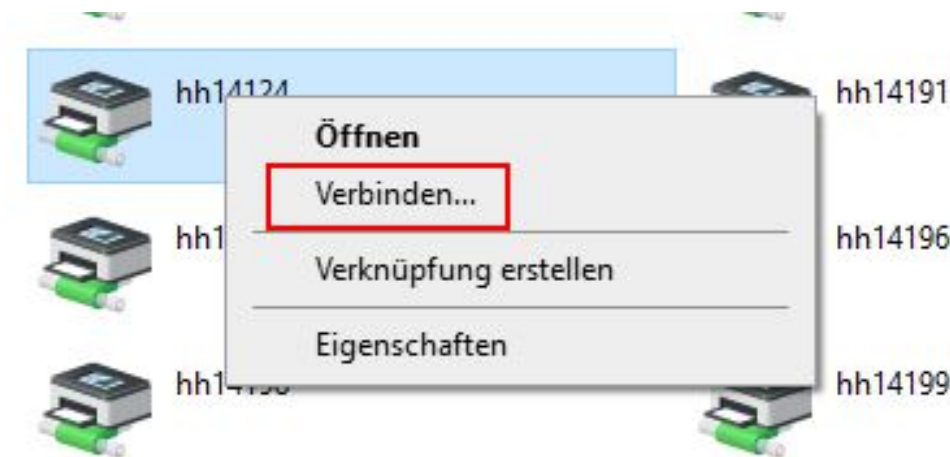 hh14124
hh14191
Öffnen
Verbinden...
hh14196
Verknüpfung erstellen
Eigenschaften
hh14199